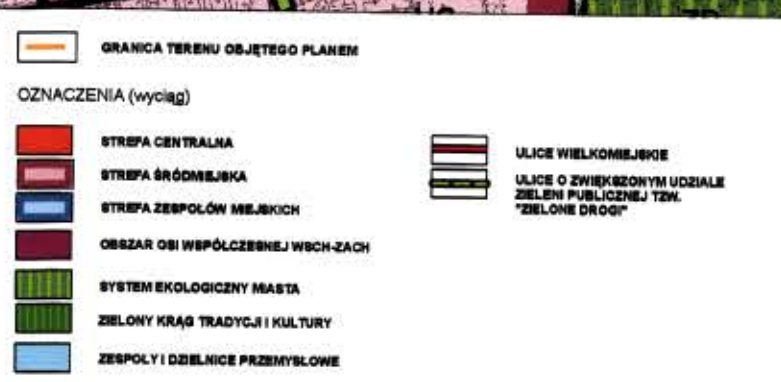 GRANICA TERENU OBJĘTEGO PLANEM
OZNACZENIA (wyciąg)
STREFA CENTRALNA
STREFA ŚRÓDMIEJSKA
STREFA ZESPOŁÓW MIEJSKICH
OBSZAR OSI WSPÓŁCZESNEJ WSCH-ZACH
SYSTEM EKOLOGICZNY MIASTA
ZIELONY KRĄG TRADYCJI I KULTURY
ZESPOŁY I DZIELNICE PRZEMYSŁOWE
ULICE WIELKOMIEJSKIE
ULICE O ZWIĘKSZONYM UDZIALE
ZIELENI PUBLICZNEJ TZW.
"ZIELONE DROGI"